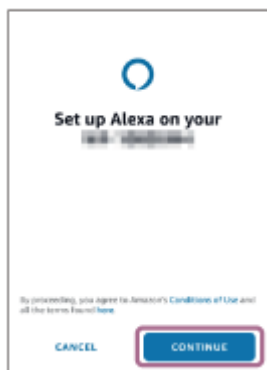 Set up Alexa on your
By proceeding, you agree to Amazon's Conditions of Use and
all the terms found here.
CANCEL
CONTINUE